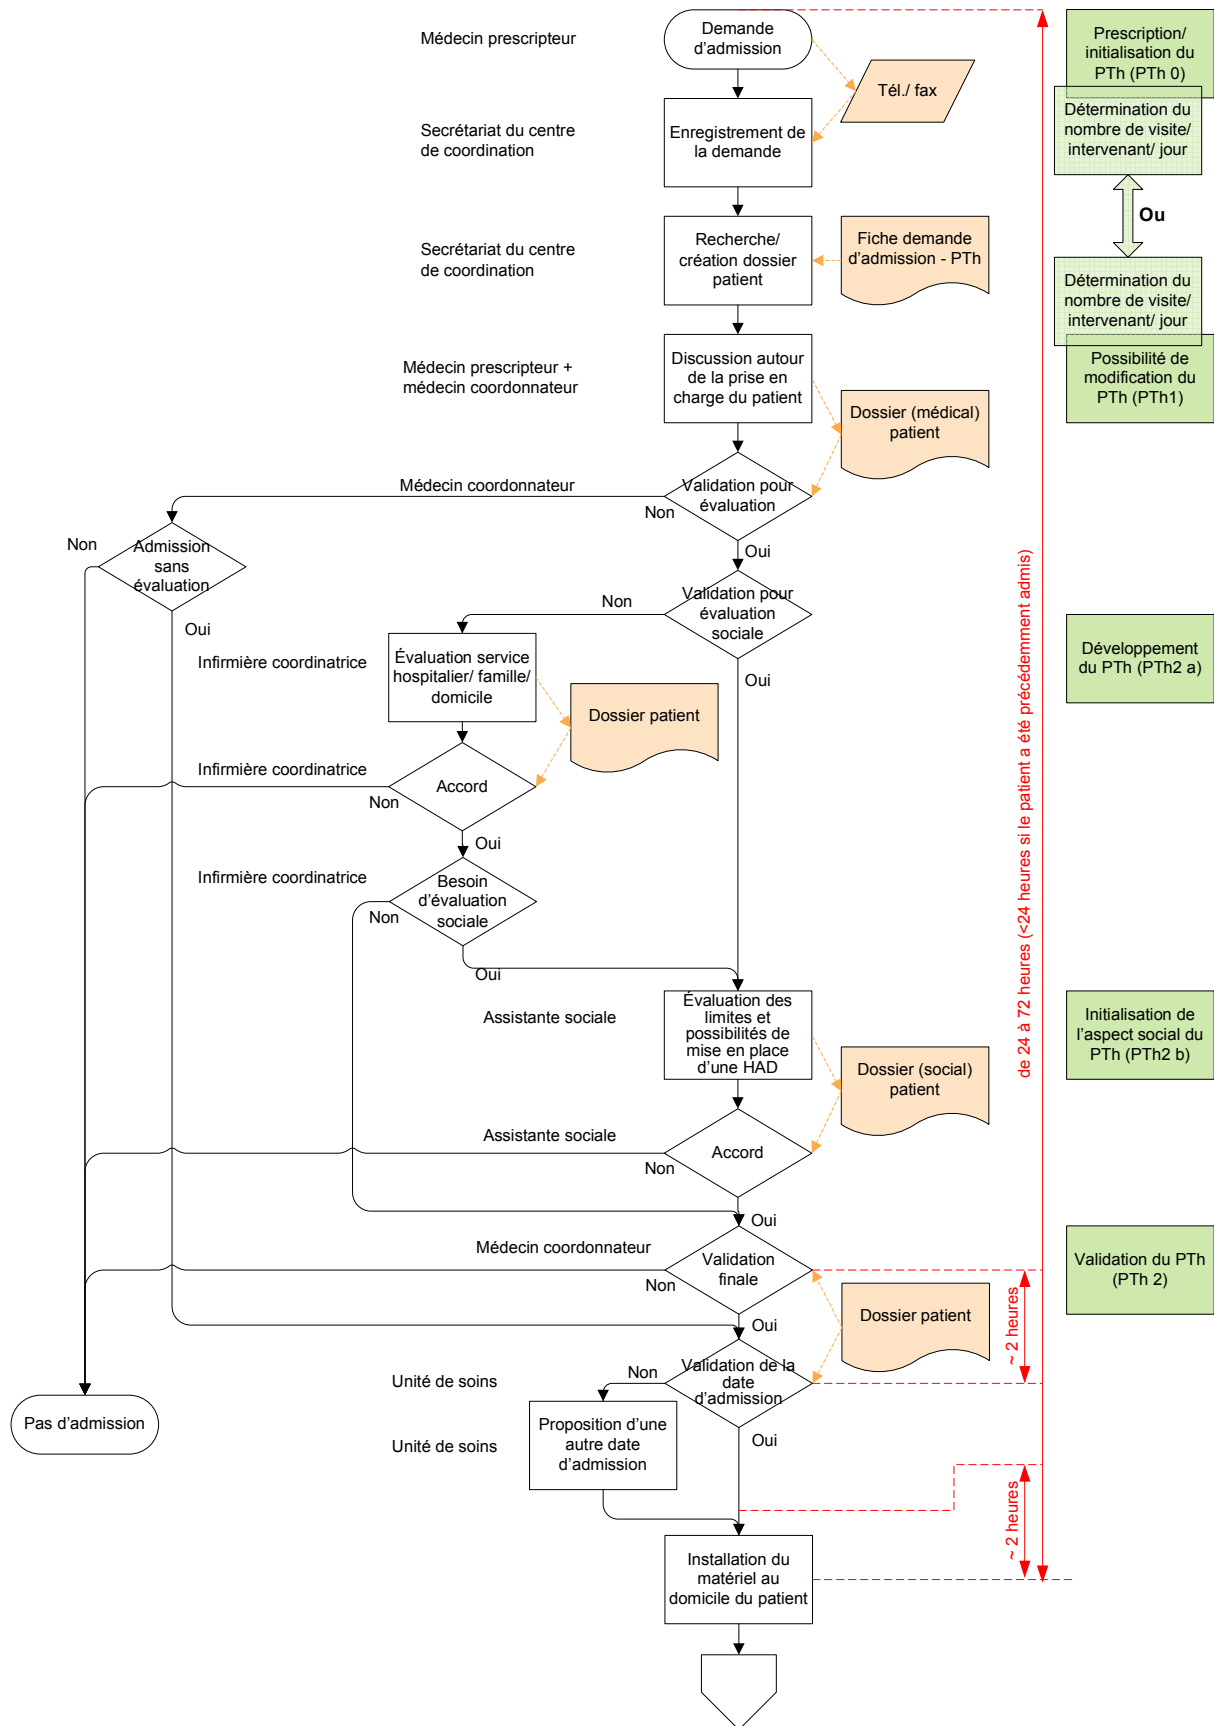 Médecin prescripteur
Demande
d'admission
Tél./ fax
Prescription/
initialisation du
PTh (PTh 0)
Détermination du
nombre de visite/
intervenant/ jour
Secrétariat du centre
de coordination
Enregistrement de
la demande
Ou
Secrétariat du centre
de coordination
Recherche/
création dossier
patient
Fiche demande
d'admission - PTh
Détermination du
nombre de visite/
intervenant/ jour
Médecin prescripteur +
médecin coordonnateur
Discussion autour
de la prise en
charge du patient
Dossier (médical)
patient
Possibilité de
modification du
PTh (PTh1)
Médecin coordonnateur
Validation pour
évaluation
Non
Oui
Non
Admission
sans
évaluation
Oui
Non
Validation pour
évaluation
sociale
Oui
Infirmière coordinatrice
Évaluation service
hospitalier/ famille/
domicile
Dossier patient
Développement
du PTh (PTh2 a)
Infirmière coordinatrice
Accord
Non
Oui
de 24 à 72 heures (<24 heures si le patient a été précédemment admis)
Infirmière coordinatrice
Besoin
d'évaluation
sociale
Non
Oui
Assistante sociale
Évaluation des
limites et
possibilités de
mise en place
d'une HAD
Dossier (social)
patient
Initialisation de
l'aspect social du
PTh (PTh2 b)
Assistante sociale
Accord
Non
Oui
Médecin coordonnateur
Validation
finale
Non
Oui
Dossier patient
~ 2 heures
Validation du PTh
(PTh 2)
Unité de soins
Non
Validation de la
date
d'admission
Oui
Pas d'admission
Unité de soins
Proposition d'une
autre date
d'admission
~ 2 heures
Installation du
matériel au
domicile du patient